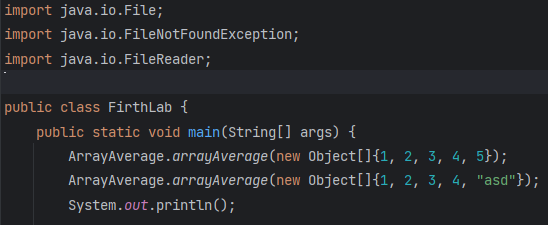 import java.io.File;
import java.io.FileNotFoundException;
import java.io.FileReader;
public class FirthLab {
public static void main(String[] args) {
ArrayAverage.arrayAverage(new Object[]{1, 2, 3, 4, 5});
ArrayAverage.arrayAverage(new Object[]{1, 2, 3, 4, "asd"});
System.out.println();